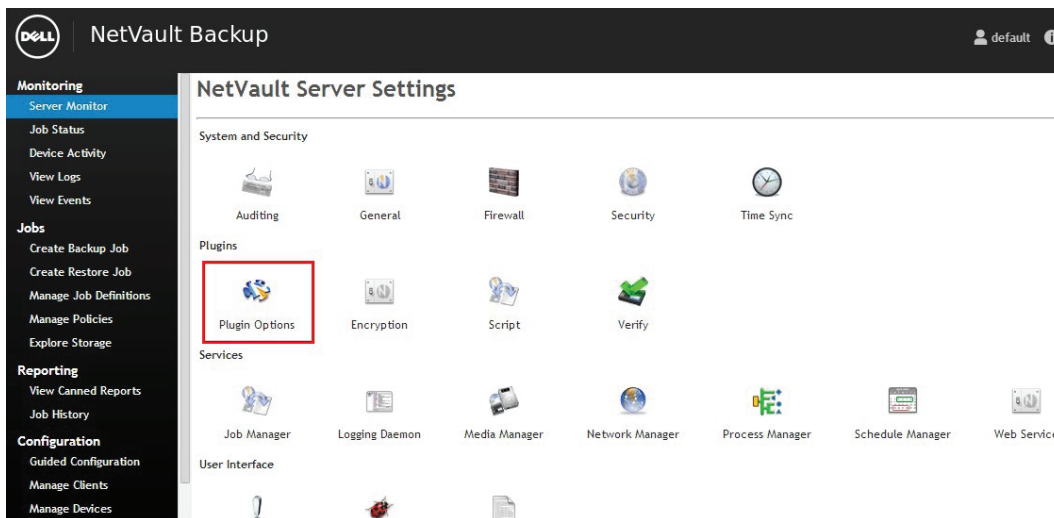 DELL
NetVault Backup
default
Monitoring
Server Monitor
Job Status
Device Activity
View Logs
View Events
Jobs
Create Backup Job
Create Restore Job
Manage Job Definitions
Manage Policies
Explore Storage
Reporting
View Canned Reports
Job History
Configuration
Guided Configuration
Manage Clients
Manage Devices
NetVault Server Settings
System and Security
Auditing General Firewall Security Time Sync
Plugins
Plugin Options Encryption Script Verify
Services
Job Manager Logging Daemon Media Manager Network Manager Process Manager Schedule Manager Web Service
User Interface